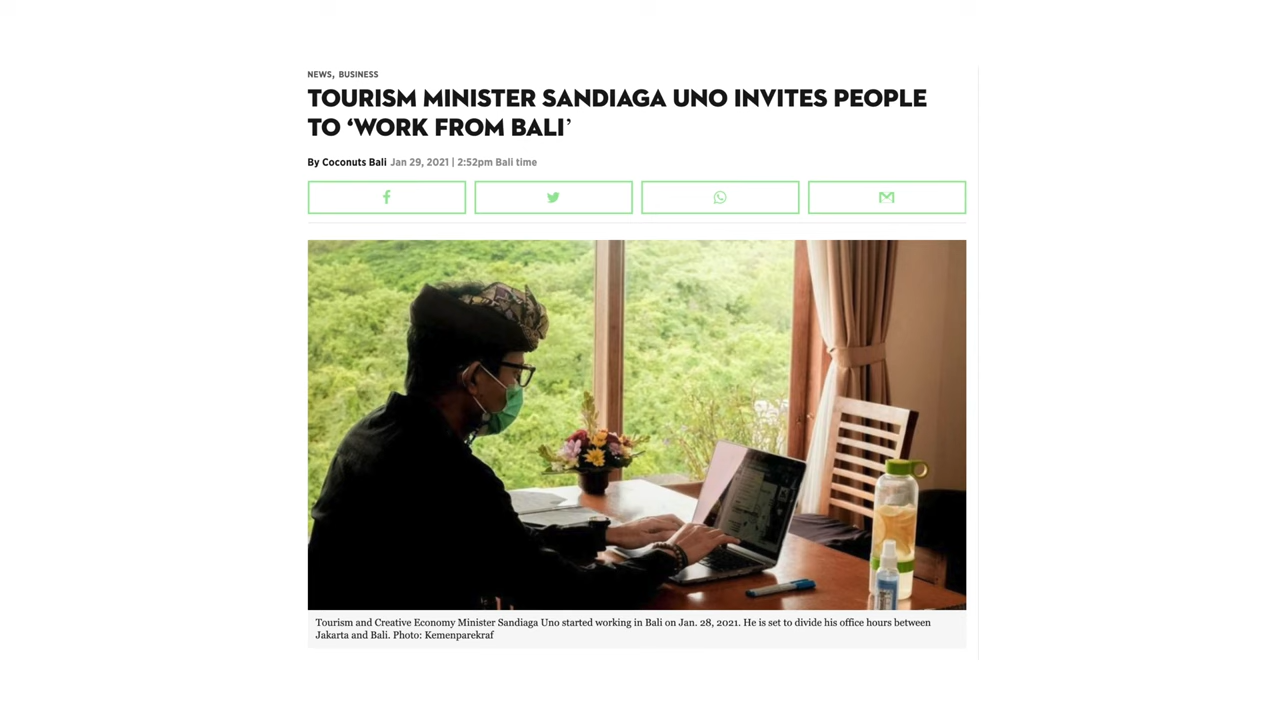 NEWS, BUSINESS
TOURISM MINISTER SANDIAGA UNO INVITES PEOPLE
TO ‘WORK FROM BALI’
By Coconuts Bali Jan 29, 2021 | 2:52pm Bali time
Tourism and Creative Economy Minister Sandiaga Uno started working in Bali on Jan. 28, 2021. He is set to divide his office hours between
Jakarta and Bali. Photo: Kemenparekraf